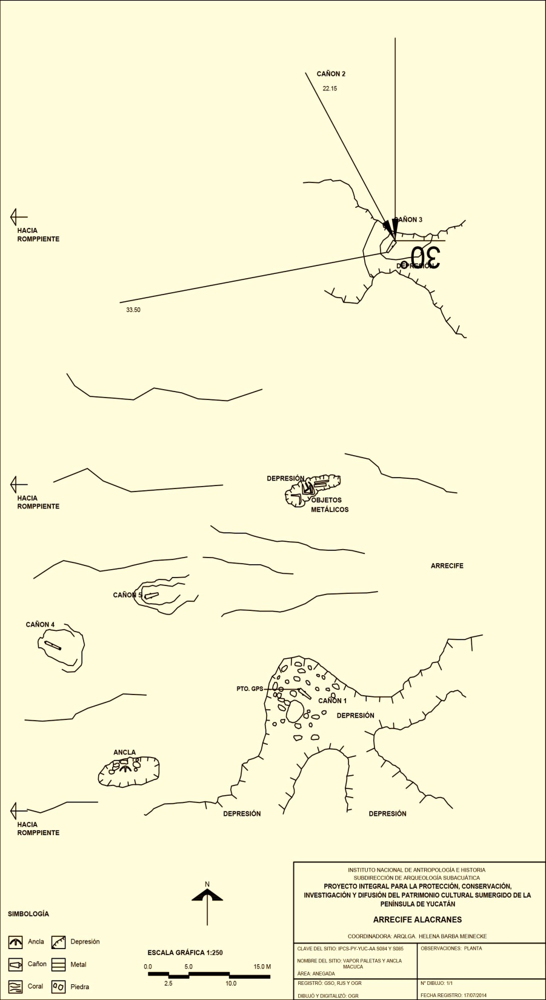 CAÑON 2
22.15
CAÑON 3
HACIA
ROMPPIENTE
30°
DEPRESIÓN
33.50
DEPRESIÓN
OBJETOS
METÁLICOS
HACIA
ROMPPIENTE
ARRECIFE
CAÑON 5
CAÑON 4
PTO. GPS
CAÑON 1
DEPRESIÓN
ANCLA
DEPRESIÓN
DEPRESIÓN
HACIA
ROMPPIENTE
N
SIMBOLOGÍA
Ancla
Depresión
Cañon
Metal
Coral
Piedra
ESCALA GRÁFICA 1:250
0.0 5.0 15.0 M
2.5 10.0
INSTITUTO NACIONAL DE ANTROPOLOGÍA E HISTORIA
SUBDIRECCIÓN DE ARQUEOLOGÍA SUBACUÁTICA
PROYECTO INTEGRAL PARA LA PROTECCIÓN, CONSERVACIÓN,
INVESTIGACIÓN Y DIFUSIÓN DEL PATRIMONIO CULTURAL SUMERGIDO DE LA
PENÍNSULA DE YUCATÁN
ARRECIFE ALACRANES
COORDINADORA: ARQLGA. HELENA BARBA MEINECKE
CLAVE DEL SITIO: IPCS-PY-YUC-AA S084 Y S085
OBSERVACIONES: PLANTA
NOMBRE DEL SITIO: VAPOR PALETAS Y ANCLA
MACUCA
ÁREA: ANEGADA
REGISTRÓ: GSO, RJS Y OGR
N° DIBUJO: 1/1
DIBUJÓ Y DIGITALIZÓ: OGR
FECHA REGISTRO: 17/07/2014